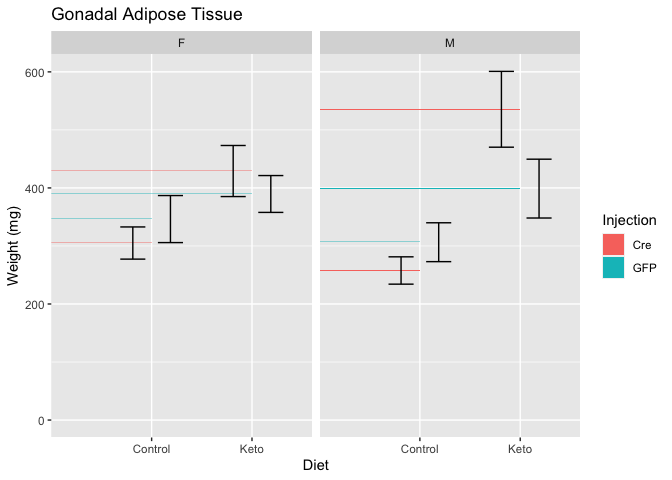 Gonadal Adipose Tissue
F
M
600
400
200
0
Weight (mg)
Control
Keto
Control
Keto
Diet
Injection
Cre
GFP